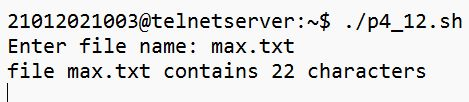 21012021003@telnetserver:~$ ./p4_12.sh
Enter file name: max.txt
file max.txt contains 22 characters